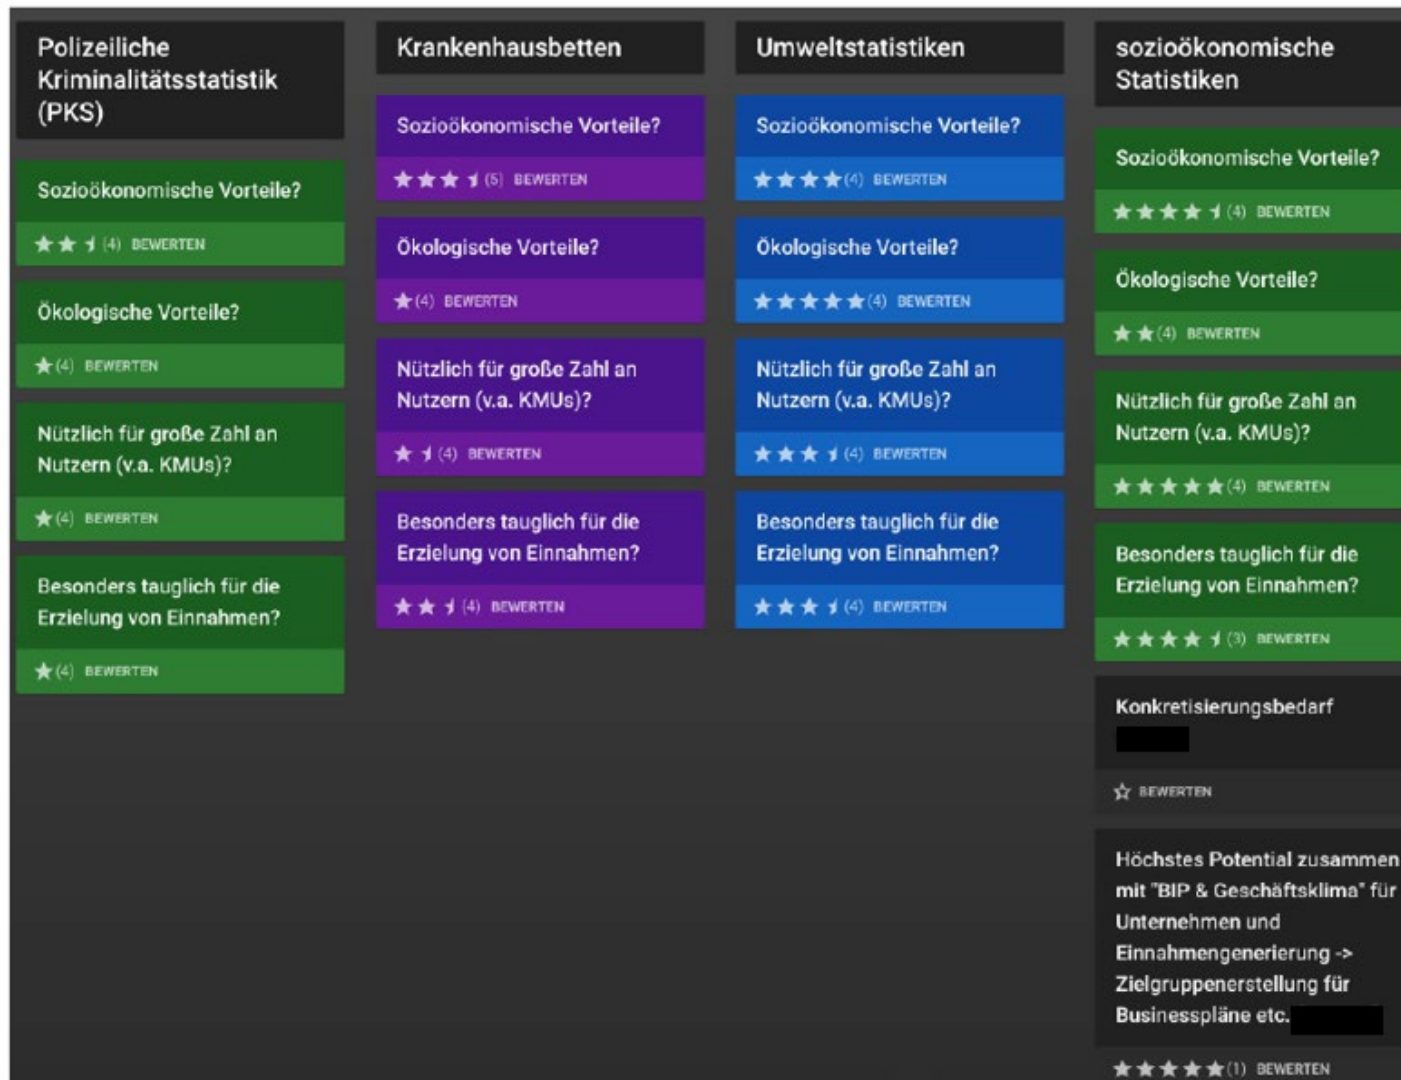 Polizeiliche
Kriminalitätsstatistik
(PKS)
Sozioökonomische Vorteile?
(4) BEWERTEN
Ökologische Vorteile?
(4) BEWERTEN
Nützlich für große Zahl an
Nutzern (v.a. KMUs)?
(4) BEWERTEN
Besonders tauglich für die
Erzielung von Einnahmen?
(4) BEWERTEN
Krankenhausbetten
Sozioökonomische Vorteile?
(5) BEWERTEN
Ökologische Vorteile?
(4) BEWERTEN
Nützlich für große Zahl an
Nutzern (v.a. KMUs)?
(4) BEWERTEN
Besonders tauglich für die
Erzielung von Einnahmen?
(4) BEWERTEN
Umweltstatistiken
Sozioökonomische Vorteile?
(4) BEWERTEN
Ökologische Vorteile?
(4) BEWERTEN
Nützlich für große Zahl an
Nutzern (v.a. KMUs)?
(4) BEWERTEN
Besonders tauglich für die
Erzielung von Einnahmen?
(4) BEWERTEN
sozioökonomische
Statistiken
Sozioökonomische Vorteile?
(4) BEWERTEN
Ökologische Vorteile?
(4) BEWERTEN
Nützlich für große Zahl an
Nutzern (v.a. KMUs)?
(4) BEWERTEN
Besonders tauglich für die
Erzielung von Einnahmen?
(3) BEWERTEN
Konkretisierungsbedarf
BEWERTEN
Höchstes Potential zusammen
mit "BIP & Geschäftsklima" für
Unternehmen und
Einnahmengenerierung ->
Zielgruppenerstellung für
Businesspläne etc.
(1) BEWERTEN